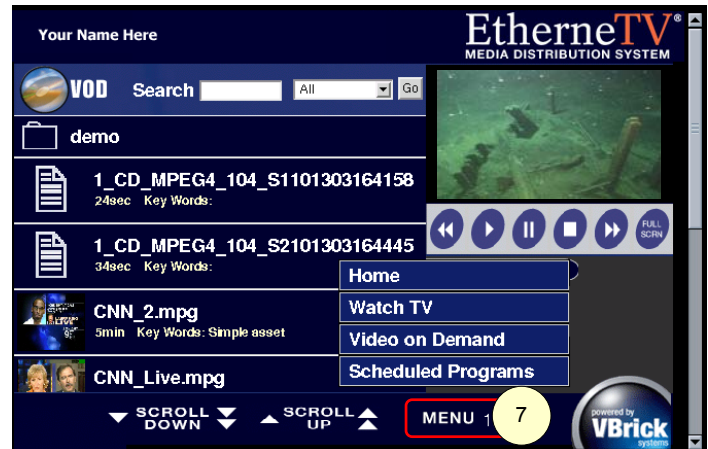 Your Name Here
EtherneTV®
MEDIA DISTRIBUTION SYSTEM
VOD Search All Go
demo
1_CD_MPEG4_104_S1101303164158
24sec Key Words:
1_CD_MPEG4_104_S2101303164445
34sec Key Words:
FULL
SCRN
Home
Watch TV
Video on Demand
Scheduled Programs
CNN_2.mpg
5min Key Words: Simple asset
CNN_Live.mpg
SCROLL
DOWN
SCROLL
UP
MENU 1
7
powered by
VBrick
systems